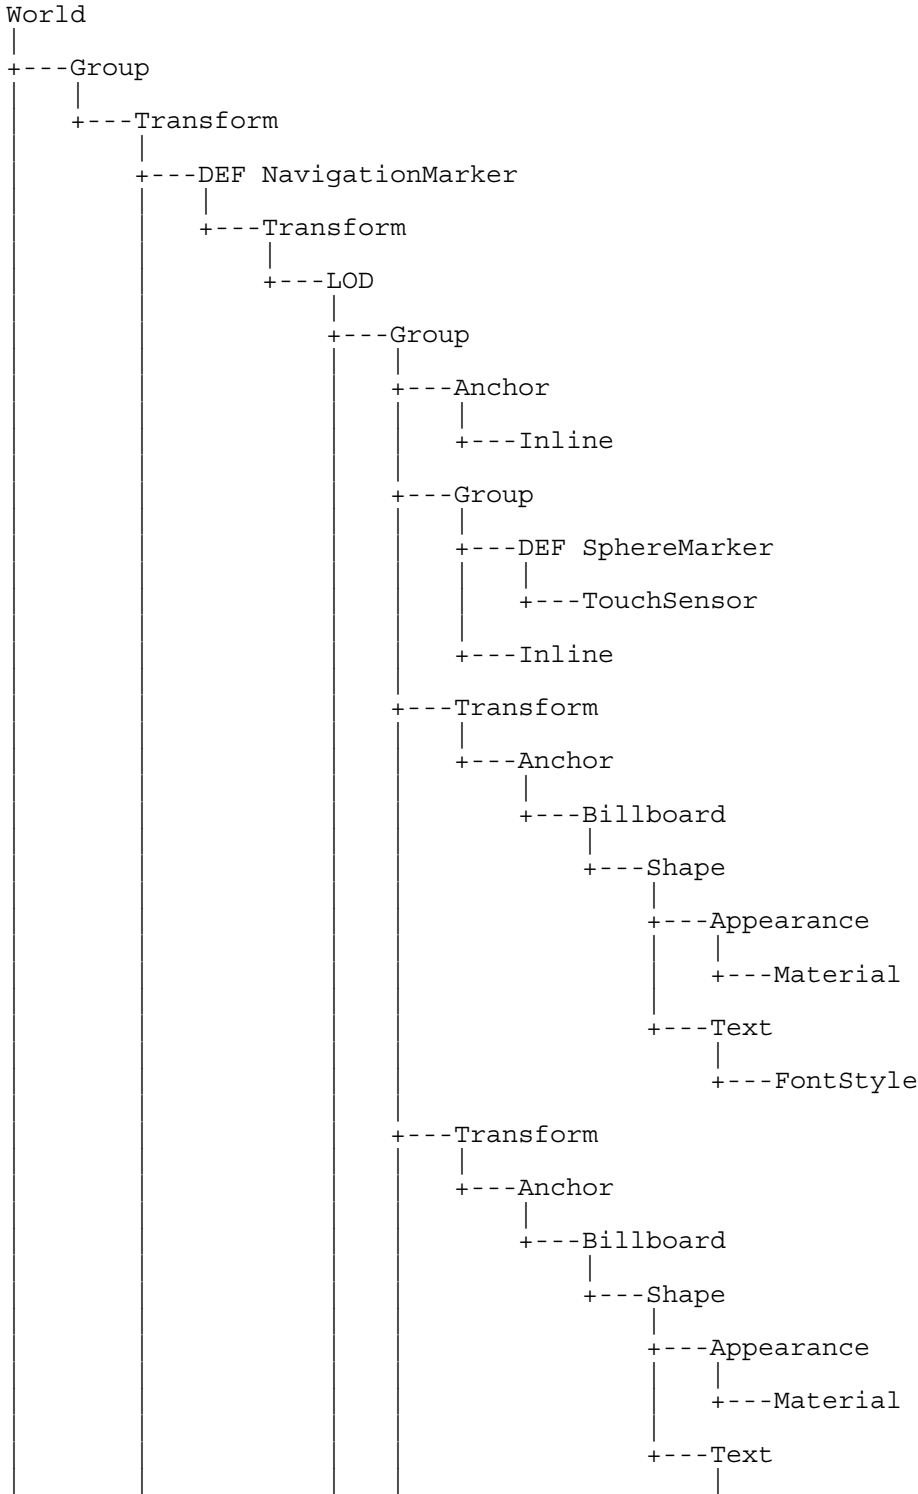 World
|
+---Group
|   |
|   +---Transform
|       |
|       +---DEF NavigationMarker
|       |   |
|       |   +---Transform
|       |       |
|       |       +---LOD
|       |           |
|       |           +---Group
|       |           |   |
|       |           |   +---Anchor
|       |           |   |   |
|       |           |   |   +---Inline
|       |           |   |
|       |           |   +---Group
|       |           |   |   |
|       |           |   |   +---DEF SphereMarker
|       |           |   |   |   |
|       |           |   |   |   +---TouchSensor
|       |           |   |   |
|       |           |   |   +---Inline
|       |           |   |
|       |           |   +---Transform
|       |           |   |   |
|       |           |   |   +---Anchor
|       |           |   |       |
|       |           |   |       +---Billboard
|       |           |   |           |
|       |           |   |           +---Shape
|       |           |   |               |
|       |           |   |               +---Appearance
|       |           |   |               |   |
|       |           |   |               |   +---Material
|       |           |   |               |
|       |           |   |               +---Text
|       |           |   |                   |
|       |           |   |                   +---FontStyle
|       |           |   |
|       |           |   +---Transform
|       |           |   |   |
|       |           |   |   +---Anchor
|       |           |   |       |
|       |           |   |       +---Billboard
|       |           |   |           |
|       |           |   |           +---Shape
|       |           |   |               |
|       |           |   |               +---Appearance
|       |           |   |               |   |
|       |           |   |               |   +---Material
|       |           |   |               |
|       |           |   |               +---Text
|       |           |   |                   |